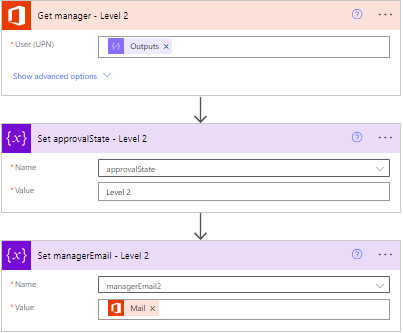 Get manager - Level 2
* User (UPN)
Outputs ×
Show advanced options
{x} Set approvalState - Level 2
* Name
approvalState
* Value
Level 2
{x} Set managerEmail - Level 2
* Name
managerEmail2
* Value
Mail ×